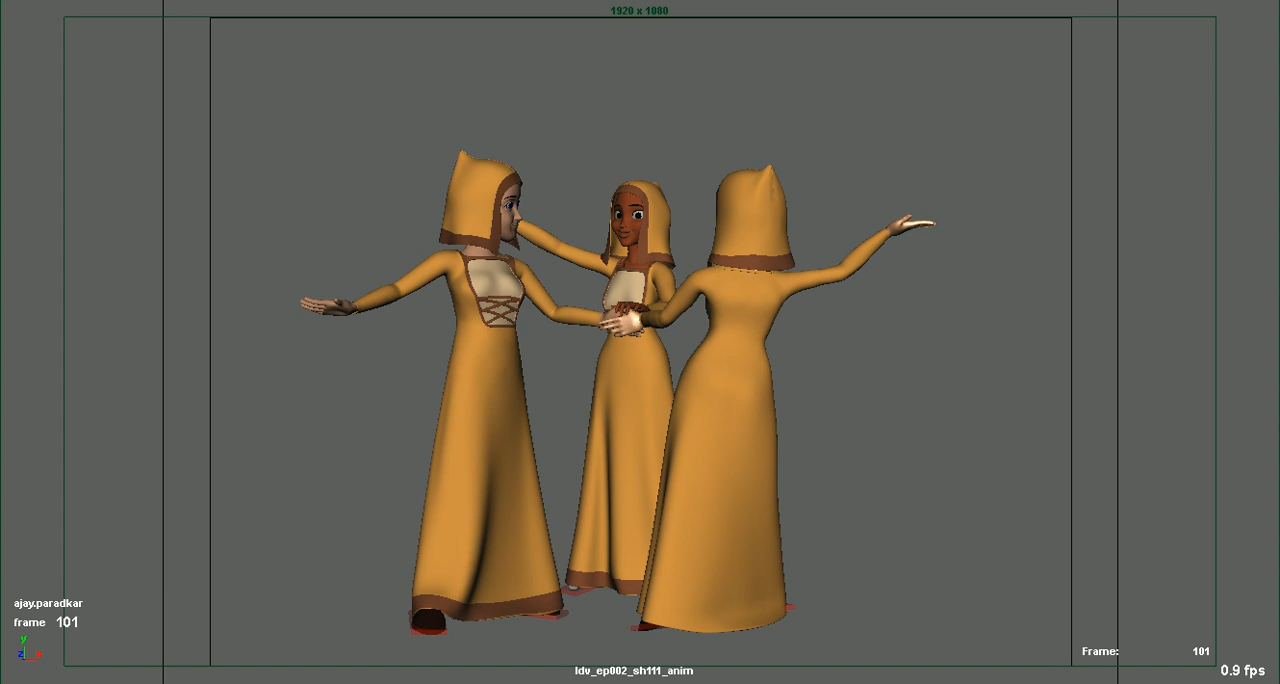 1920 x 1080
ajay.paradkar
frame 101
y
z x
Frame: 101
ldv_ep002_sh111_anim
0.9 fps